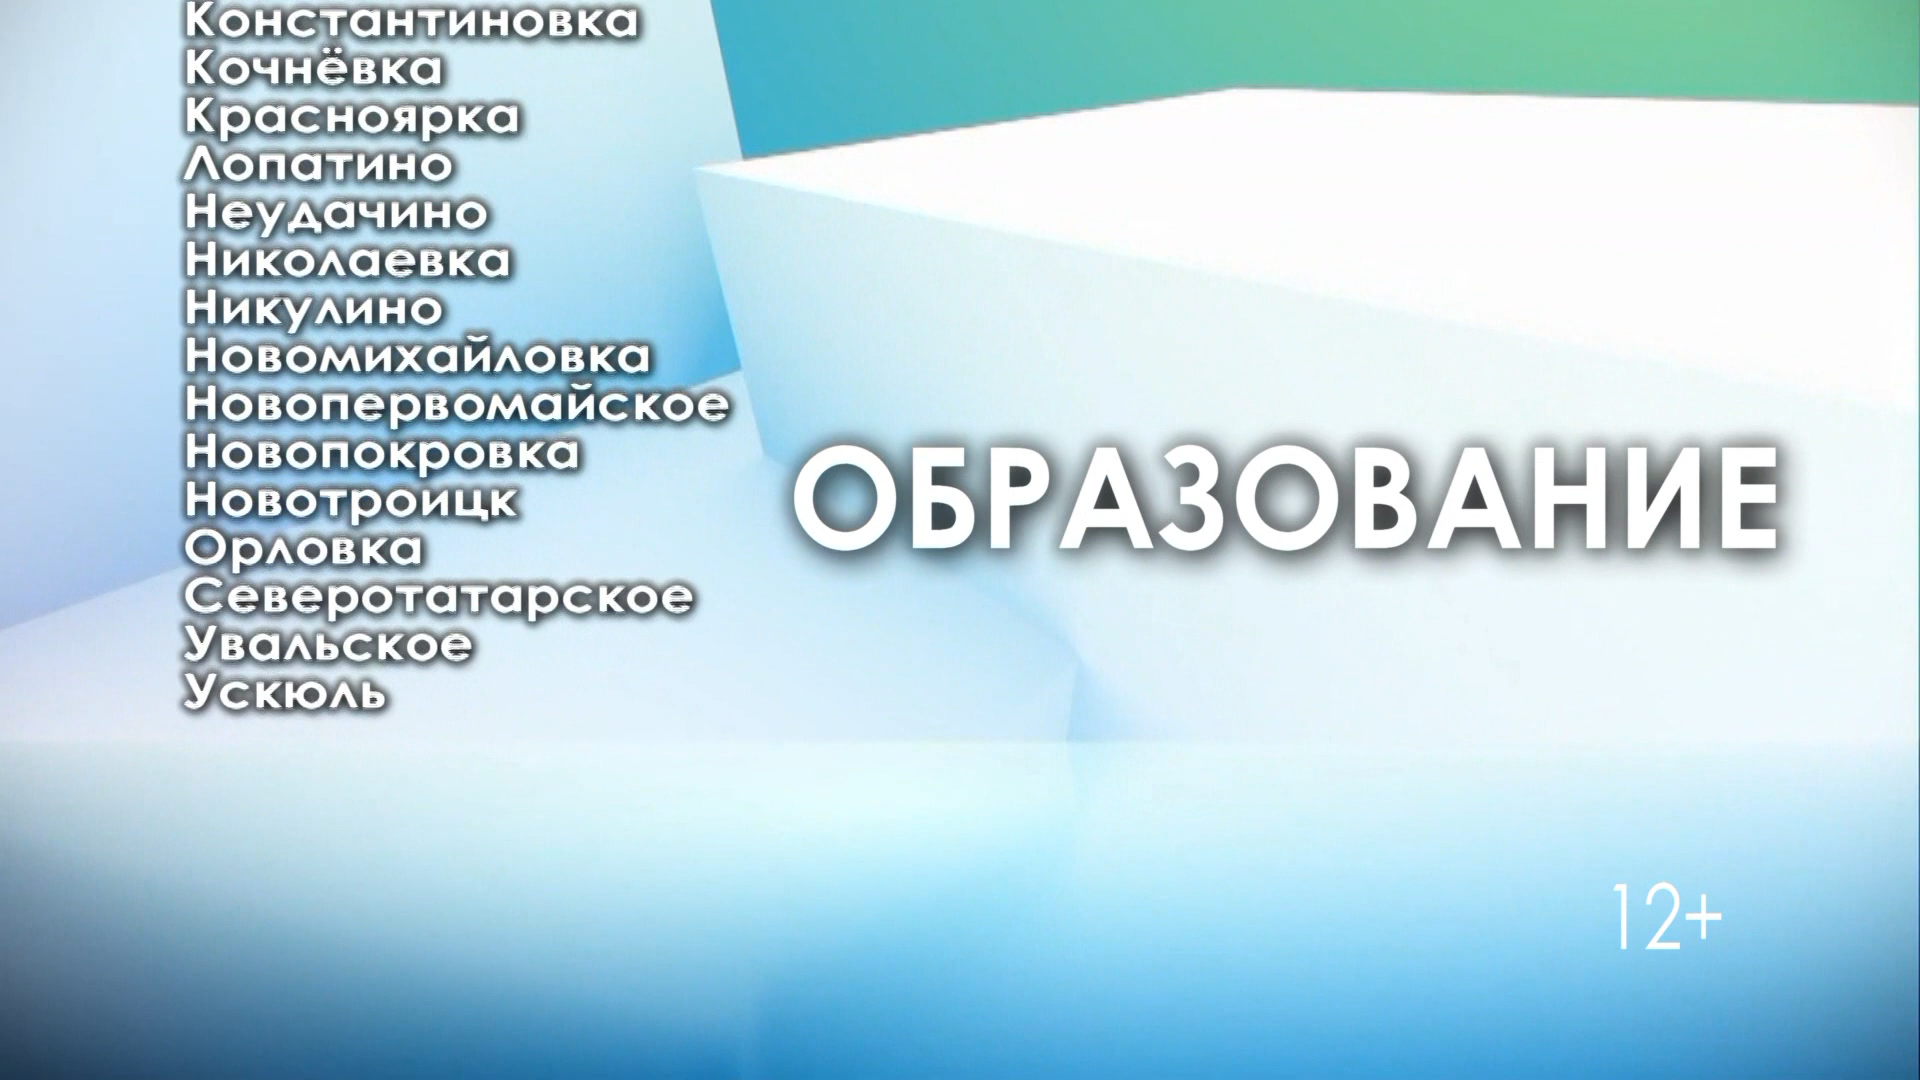 Константиновка
Кочнёвка
Красноярка
Лопатино
Неудачино
Николаевка
Никулино
Новомихайловка
Новопервомайское
Новопокровка
Новотроицк
Орловка
Северотатарское
Увальское
Ускюль
ОБРАЗОВАНИЕ
12+